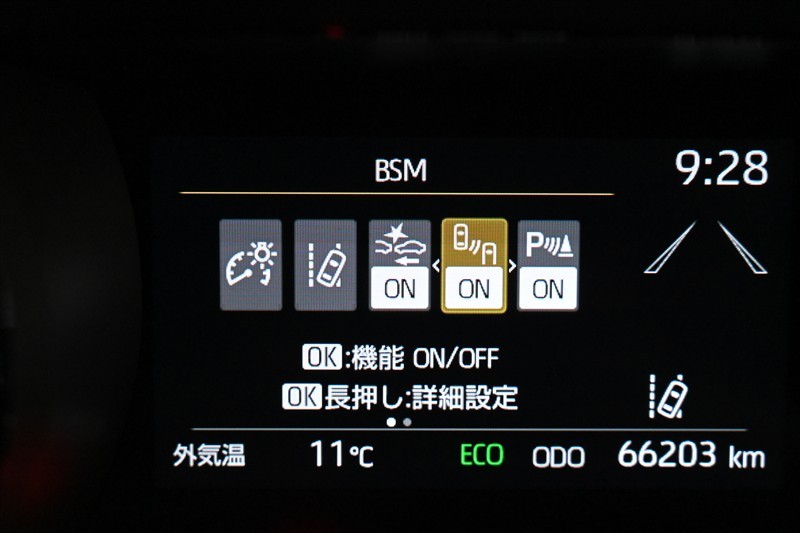 BSM 9:28
ON ON P ON
OK:機能 ON/OFF
OK長押し:詳細設定
外気温 11℃ ECO ODO 66203 km